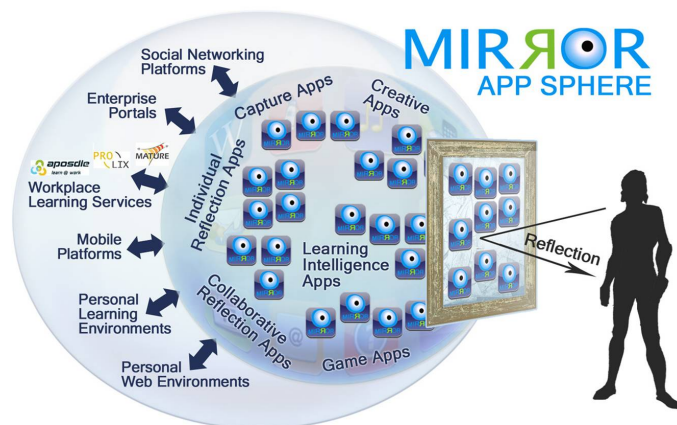 MIRROR
APP SPHERE
Social Networking
Platforms
Enterprise
Portals
aposdle
learn @ work
PRO
LIX
MATURE
Workplace
Learning Services
Mobile
Platforms
Personal
Learning
Environments
Personal
Web Environments
Capture Apps
Creative
Apps
Individual
Reflection Apps
Learning
Intelligence
Apps
Collaborative
Reflection Apps
Game Apps
Reflection